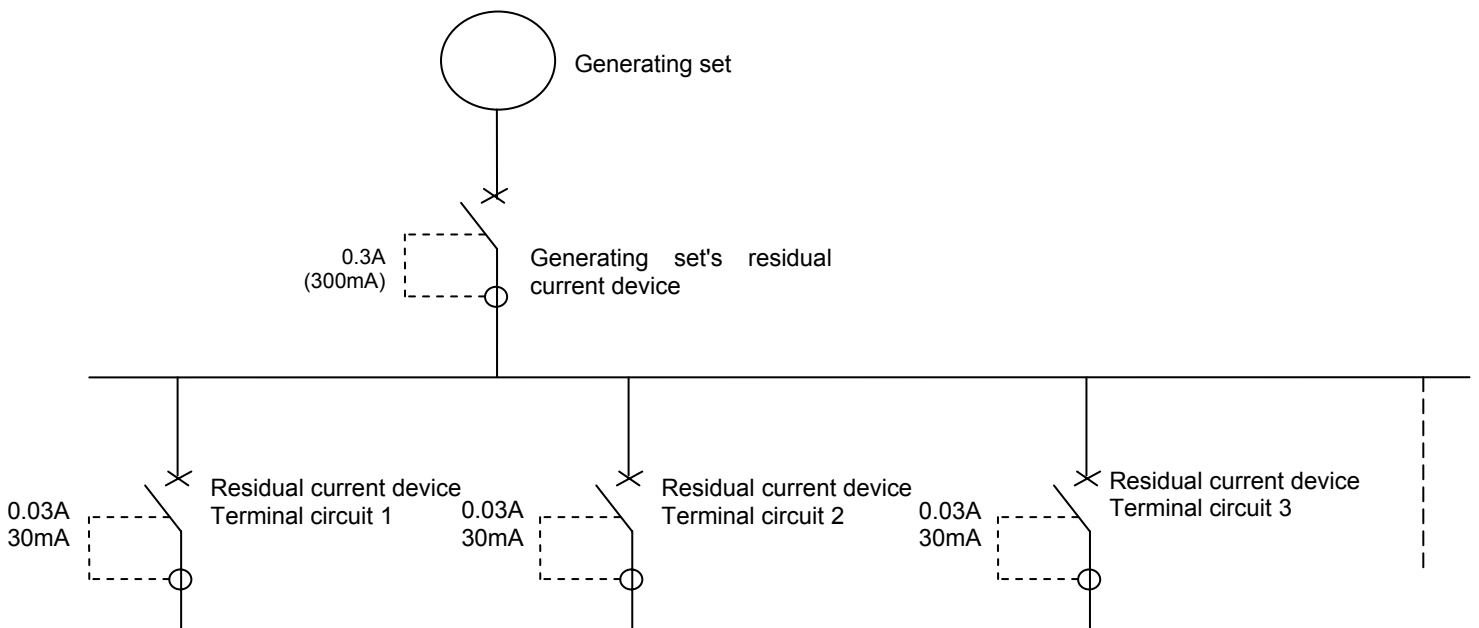 Generating set
0.3A
(300mA)
Generating set's residual
current device
0.03A
30mA
Residual current device
Terminal circuit 1
0.03A
30mA
Residual current device
Terminal circuit 2
0.03A
30mA
Residual current device
Terminal circuit 3